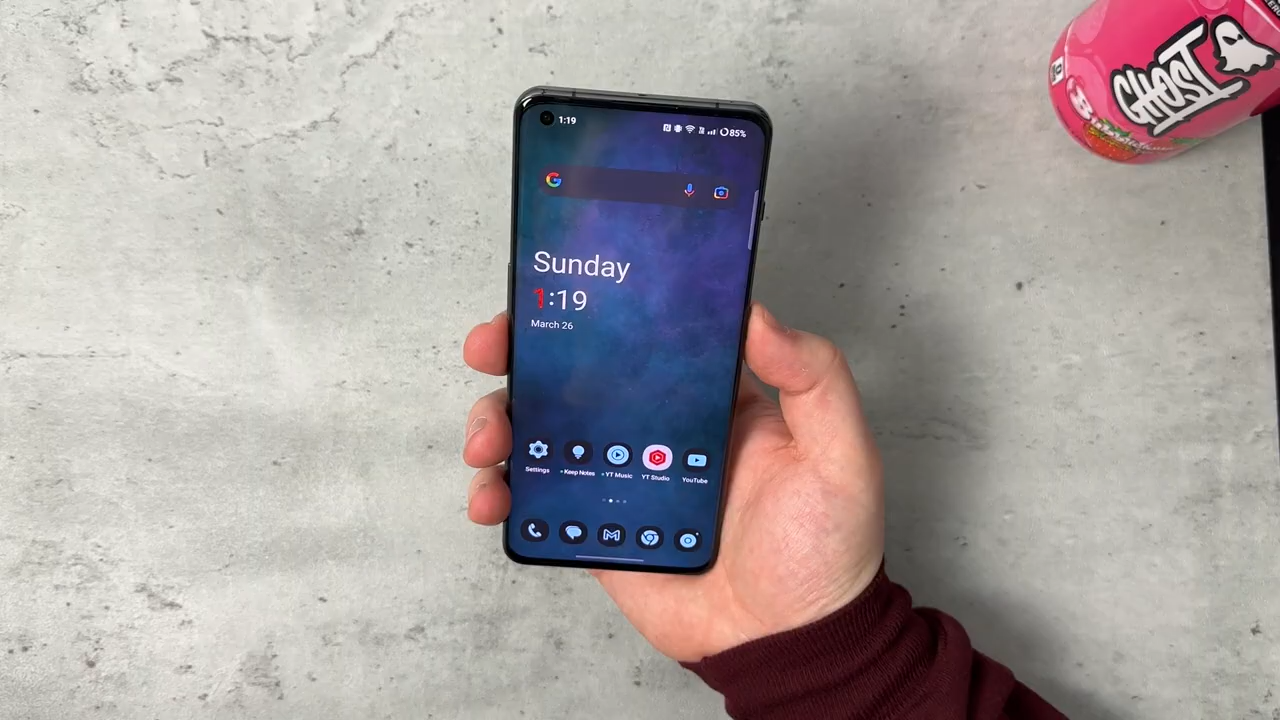 1:19
85%
Sunday
1:19
March 26
Settings
Keep Notes
YT Music
YT Studio
YouTube
GHOST